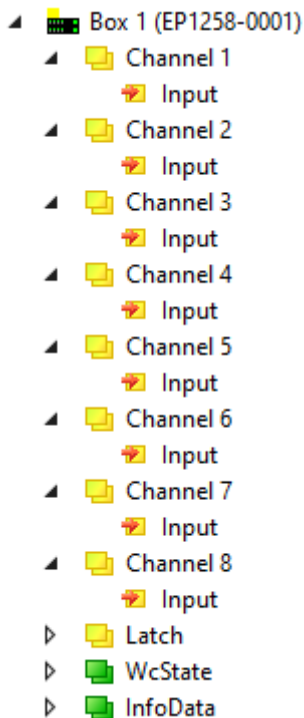 Box 1 (EP1258-0001)
Channel 1
Input
Channel 2
Input
Channel 3
Input
Channel 4
Input
Channel 5
Input
Channel 6
Input
Channel 7
Input
Channel 8
Input
Latch
WcState
InfoData